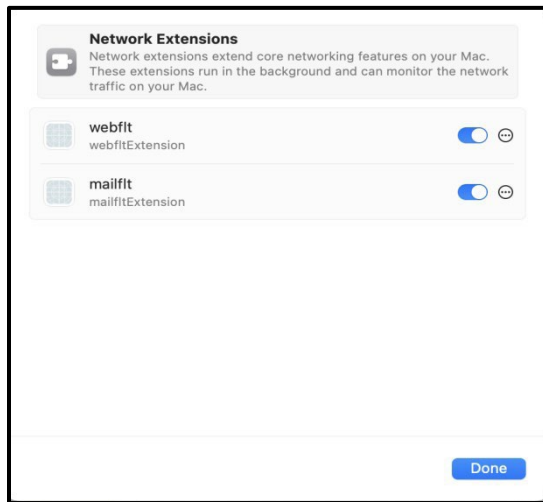 Network Extensions
Network extensions extend core networking features on your Mac.
These extensions run in the background and can monitor the network
traffic on your Mac.
webflt
webfltExtension
mailflt
mailfltExtension
Done